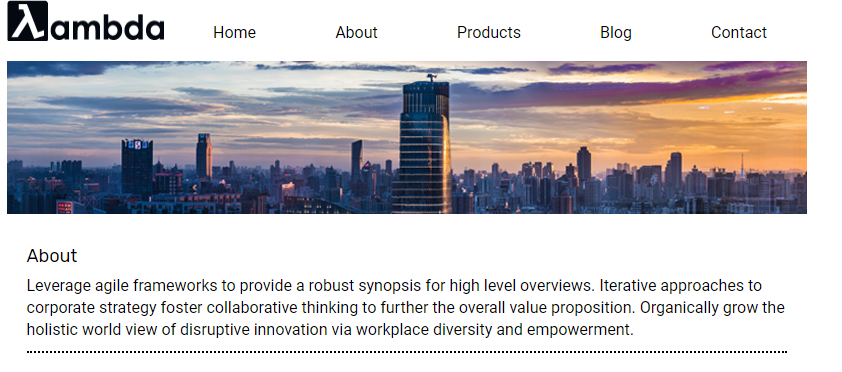 λambda Home About Products Blog Contact
About
Leverage agile frameworks to provide a robust synopsis for high level overviews. Iterative approaches to
corporate strategy foster collaborative thinking to further the overall value proposition. Organically grow the
holistic world view of disruptive innovation via workplace diversity and empowerment.